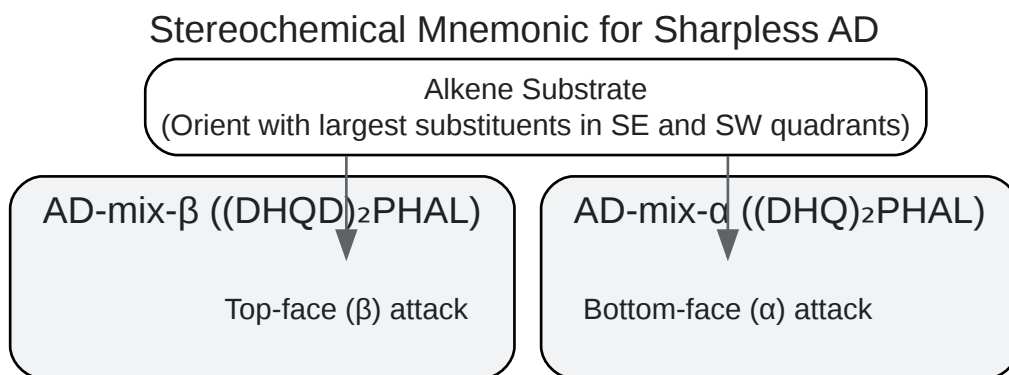 Stereochemical Mnemonic for Sharpless AD
Alkene Substrate
(Orient with largest substituents in SE and SW quadrants)
AD-mix-β ((DHQD)₂PHAL)
AD-mix-α ((DHQ)₂PHAL)
Top-face (β) attack
Bottom-face (α) attack